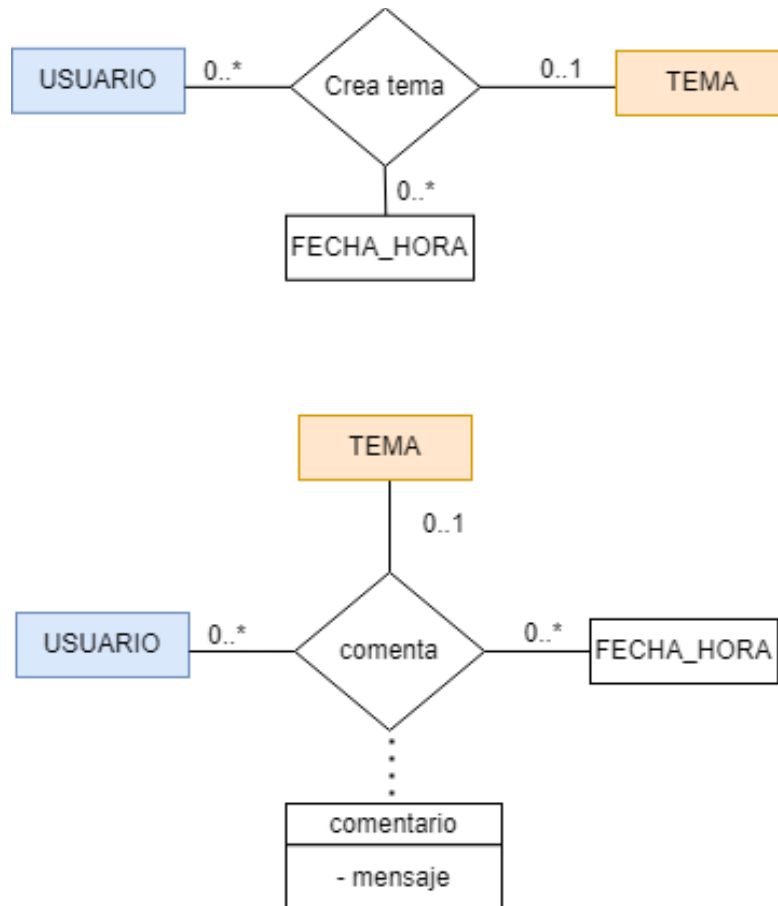 USUARIO
0..*
Crea tema
0..1
TEMA
0..*
FECHA_HORA
TEMA
0..1
USUARIO
0..*
comenta
0..*
FECHA_HORA
comentario
- mensaje